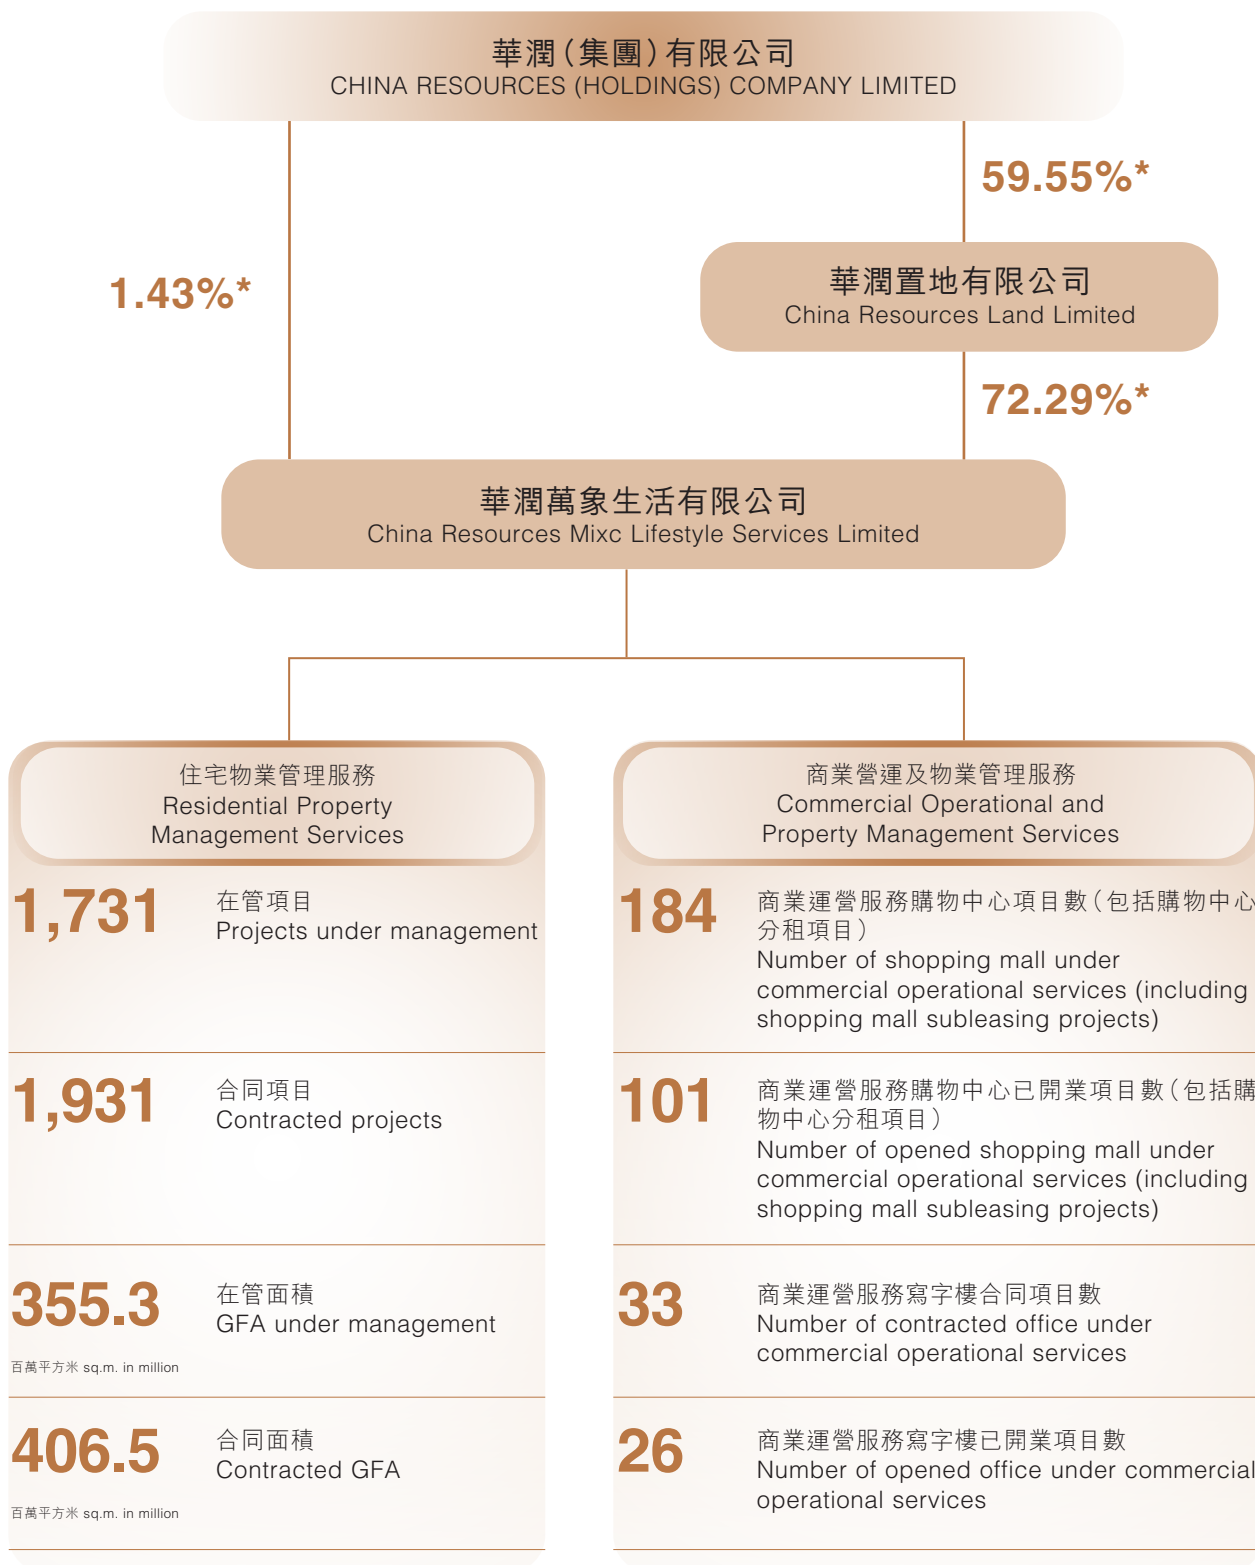 華潤（集團）有限公司
CHINA RESOURCES (HOLDINGS) COMPANY LIMITED
59.55%*
1.43%*
華潤置地有限公司
China Resources Land Limited
72.29%*
華潤萬象生活有限公司
China Resources Mixc Lifestyle Services Limited
住宅物業管理服務
Residential Property
Management Services
1,731
在管項目
Projects under management
1,931
合同項目
Contracted projects
355.3
百萬平方米 sq.m. in million
在管面積
GFA under management
406.5
百萬平方米 sq.m. in million
合同面積
Contracted GFA
商業營運及物業管理服務
Commercial Operational and
Property Management Services
184
商業運營服務購物中心項目數（包括購物中心
分租項目）
Number of shopping mall under
commercial operational services (including
shopping mall subleasing projects)
101
商業運營服務購物中心已開業項目數（包括購
物中心分租項目）
Number of opened shopping mall under
commercial operational services (including
shopping mall subleasing projects)
33
商業運營服務寫字樓合同項目數
Number of contracted office under
commercial operational services
26
商業運營服務寫字樓已開業項目數
Number of opened office under commercial
operational services